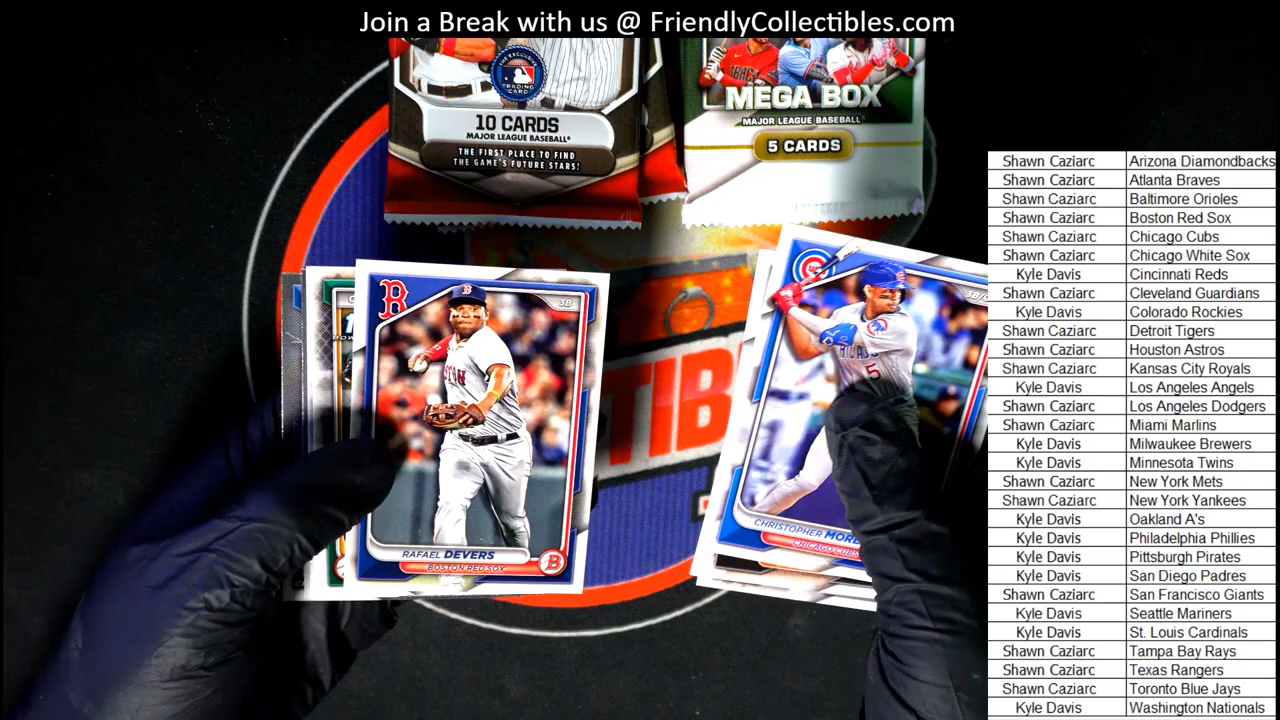 Join a Break with us @ FriendlyCollectibles.com
THE EXCLUSIVE
TRADING
CARD
10 CARDS
MAJOR LEAGUE BASEBALL®
THE FIRST PLACE TO FIND
THE GAME'S FUTURE STARS!
MEGA BOX
MAJOR LEAGUE BASEBALL®
5 CARDS
B
3B
RAFAEL DEVERS
BOSTON RED SOX
B
TIB
5
CHRISTOPHER
CHICAGO CUBS
Shawn Caziarc Arizona Diamondbacks
Shawn Caziarc Atlanta Braves
Shawn Caziarc Baltimore Orioles
Shawn Caziarc Boston Red Sox
Shawn Caziarc Chicago Cubs
Shawn Caziarc Chicago White Sox
Kyle Davis Cincinnati Reds
Shawn Caziarc Cleveland Guardians
Kyle Davis Colorado Rockies
Shawn Caziarc Detroit Tigers
Shawn Caziarc Houston Astros
Shawn Caziarc Kansas City Royals
Kyle Davis Los Angeles Angels
Shawn Caziarc Los Angeles Dodgers
Shawn Caziarc Miami Marlins
Kyle Davis Milwaukee Brewers
Kyle Davis Minnesota Twins
Shawn Caziarc New York Mets
Shawn Caziarc New York Yankees
Kyle Davis Oakland A's
Kyle Davis Philadelphia Phillies
Kyle Davis Pittsburgh Pirates
Kyle Davis San Diego Padres
Shawn Caziarc San Francisco Giants
Kyle Davis Seattle Mariners
Kyle Davis St. Louis Cardinals
Shawn Caziarc Tampa Bay Rays
Shawn Caziarc Texas Rangers
Shawn Caziarc Toronto Blue Jays
Kyle Davis Washington Nationals